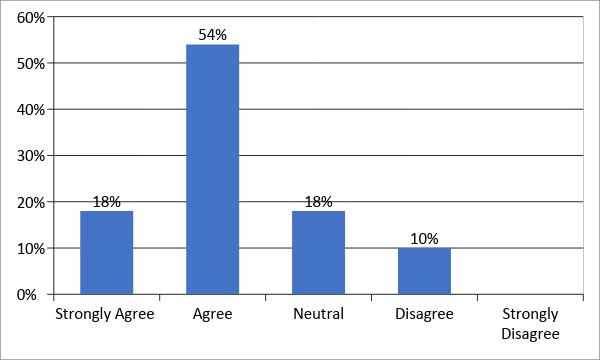 60%
54%
50%
40%
30%
20%
18%
18%
10%
10%
0%
Strongly Agree
Agree
Neutral
Disagree
Strongly
Disagree